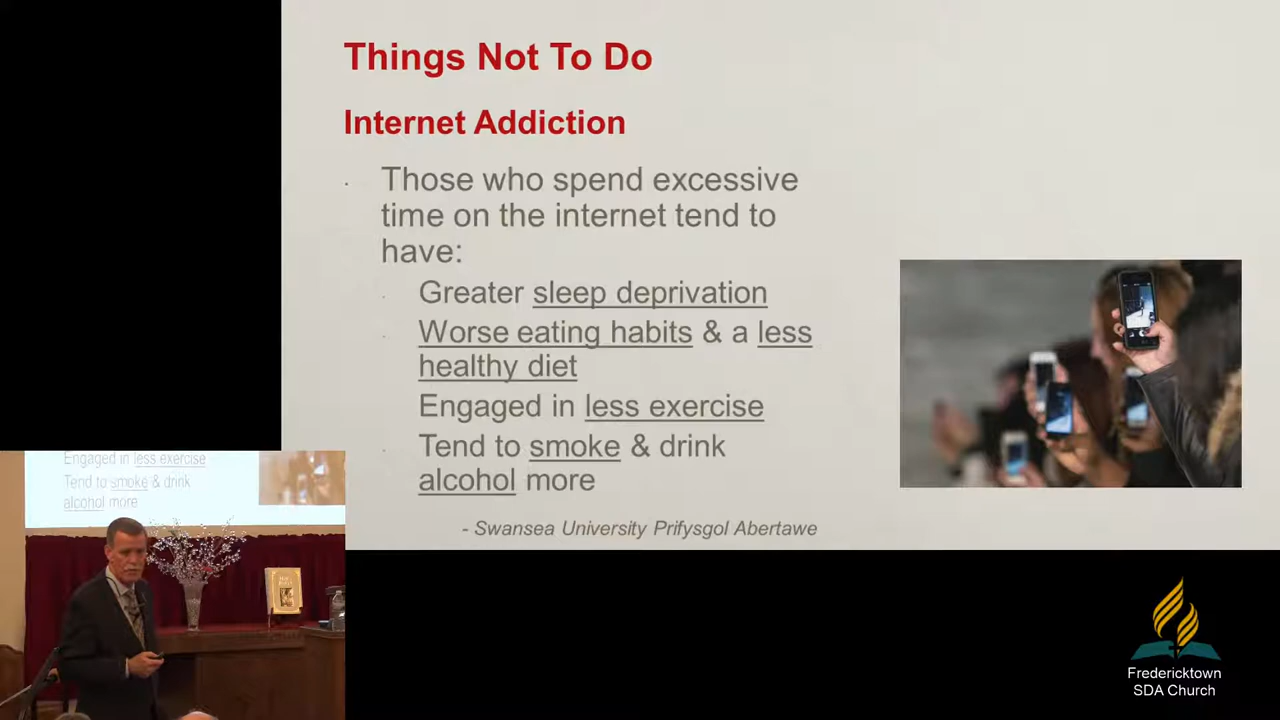 Things Not To Do
Internet Addiction
Those who spend excessive
time on the internet tend to
have:
Greater sleep deprivation
Worse eating habits & a less
healthy diet
Engaged in less exercise
Tend to smoke & drink
alcohol more
- Swansea University Prifysgol Abertawe
Engaged in less exercise
Tend to smoke & drink
alcohol more
Fredericktown
SDA Church